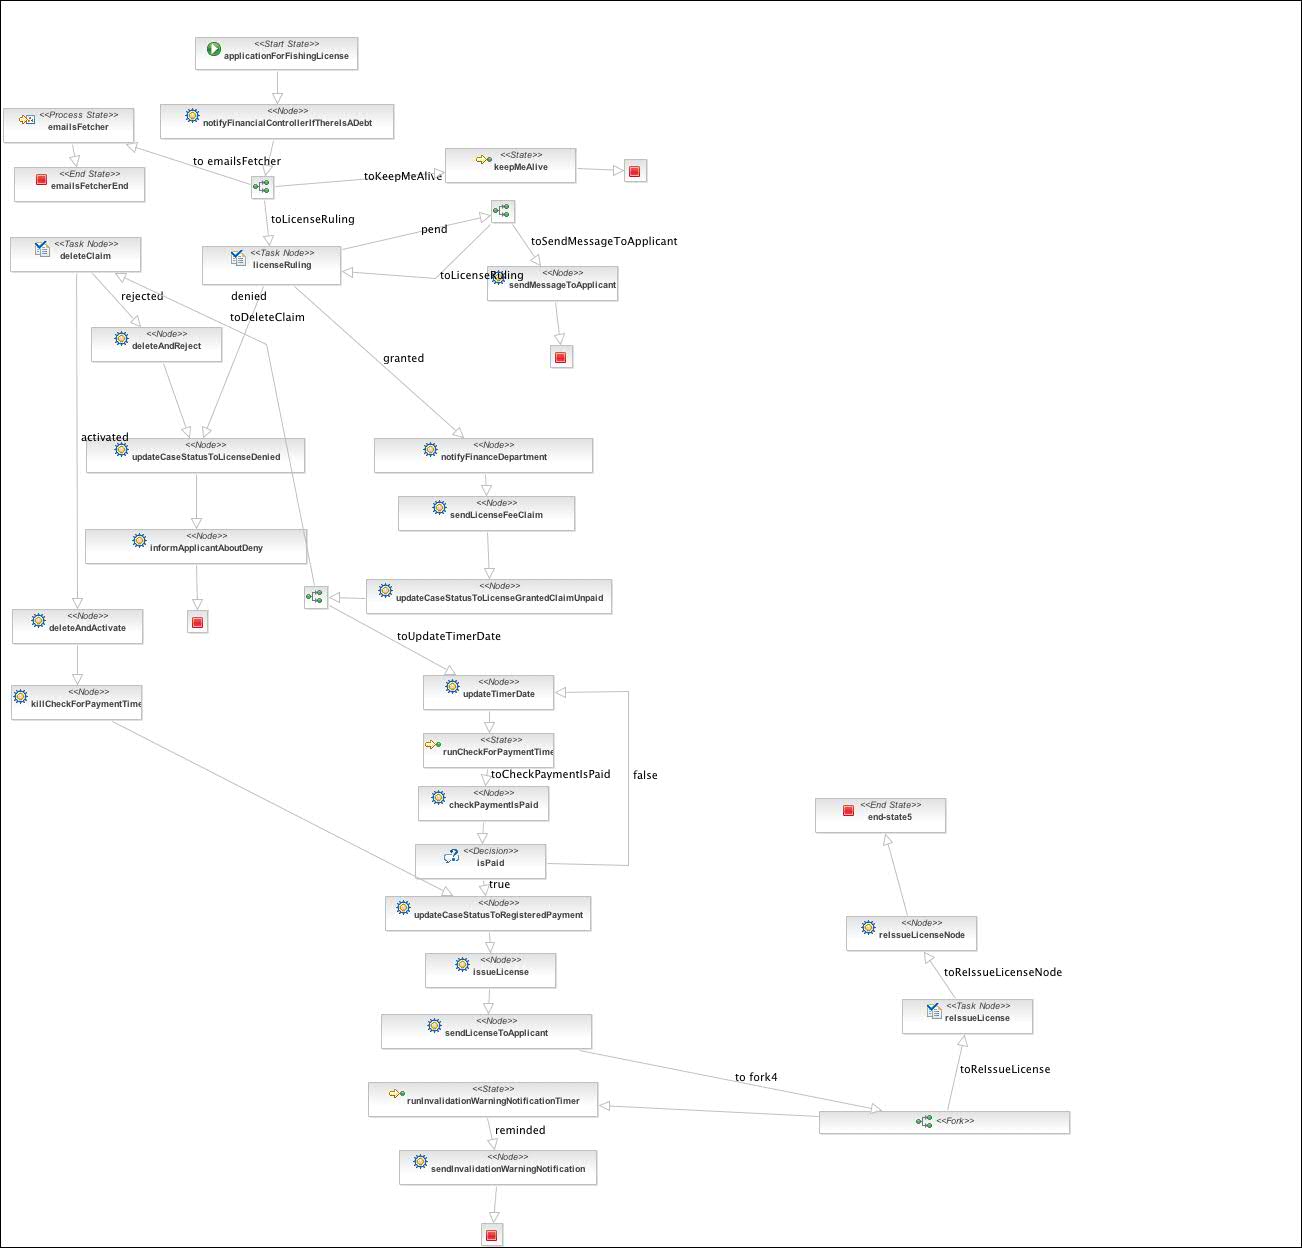 <<Start State>>
applicationForFishingLicense
<<Process State>>
emailsFetcher
<<Node>>
notifyFinancialControllerIfThereIsADebt
to emailsFetcher
<<State>>
keepMeAlive
toKeepMeAlive
<<End State>>
emailsFetcherEnd
toLicenseRuling
pend
toSendMessageToApplicant
<<Task Node>>
deleteClaim
<<Task Node>>
licenseRuling
toLicenseRuling
<<Node>>
sendMessageToApplicant
rejected
denied
toDeleteClaim
<<Node>>
deleteAndReject
granted
activated
<<Node>>
updateCaseStatusToLicenseDenied
<<Node>>
notifyFinanceDepartment
<<Node>>
sendLicenseFeeClaim
<<Node>>
informApplicantAboutDeny
<<Node>>
updateCaseStatusToLicenseGrantedClaimUnpaid
<<Node>>
deleteAndActivate
toUpdateTimerDate
<<Node>>
killCheckForPaymentTime
<<Node>>
updateTimerDate
<<State>>
runCheckForPaymentTime
toCheckPaymentIsPaid
false
<<Node>>
checkPaymentIsPaid
<<End State>>
end-state5
<<Decision>>
isPaid
true
<<Node>>
updateCaseStatusToRegisteredPayment
<<Node>>
reIssueLicenseNode
<<Node>>
issueLicense
toReIssueLicenseNode
<<Task Node>>
reIssueLicense
<<Node>>
sendLicenseToApplicant
toReIssueLicense
to fork4
<<State>>
runInvalidationWarningNotificationTimer
<<Fork>>
reminded
<<Node>>
sendInvalidationWarningNotification